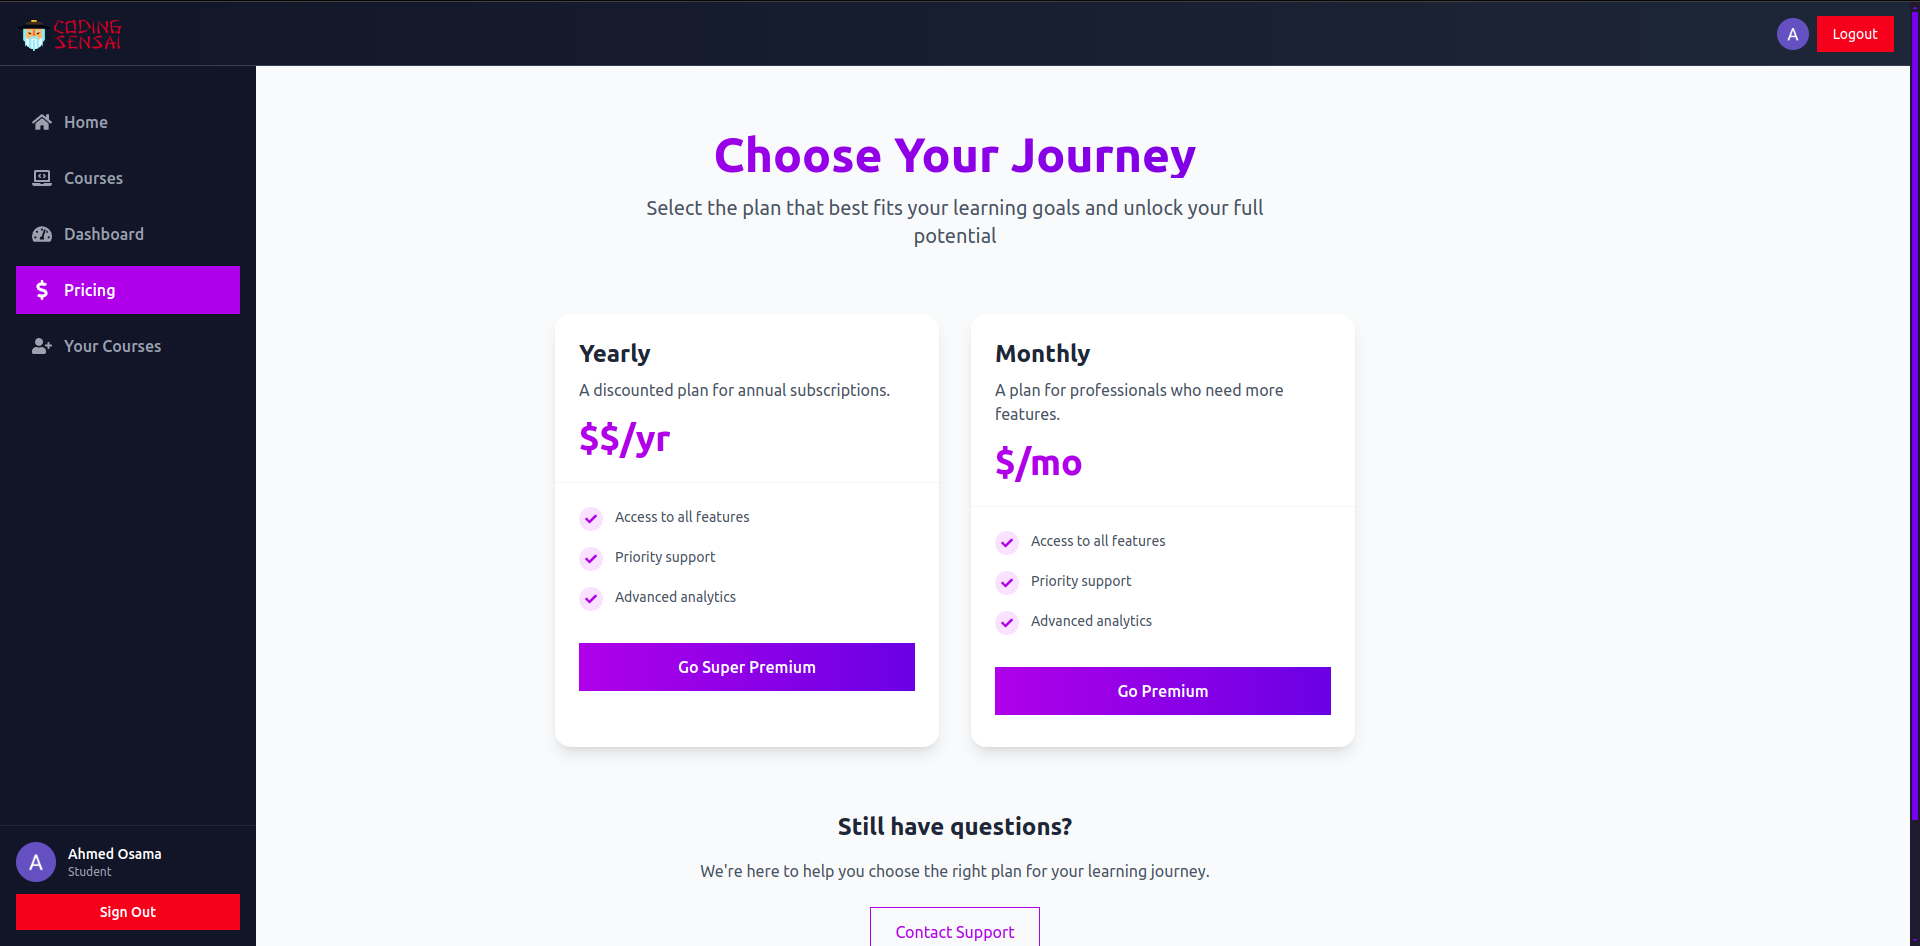 CODING
SENSAI
A
Logout
Home
Courses
Dashboard
Pricing
Your Courses
Choose Your Journey
Select the plan that best fits your learning goals and unlock your full
potential
Yearly
A discounted plan for annual subscriptions.
$$/yr
Access to all features
Priority support
Advanced analytics
Go Super Premium
Monthly
A plan for professionals who need more
features.
$/mo
Access to all features
Priority support
Advanced analytics
Go Premium
Still have questions?
We're here to help you choose the right plan for your learning journey.
Contact Support
A
Ahmed Osama
Student
Sign Out